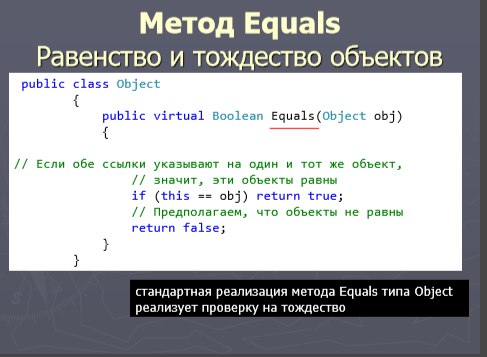 Метод Equals
Равенство и тождество объектов
public class Object
{
public virtual Boolean Equals(Object obj)
{
// Если обе ссылки указывают на один и тот же объект,
// значит, эти объекты равны
if (this == obj) return true;
// Предполагаем, что объекты не равны
return false;
}
}
стандартная реализация метода Equals типа Object
реализует проверку на тождество